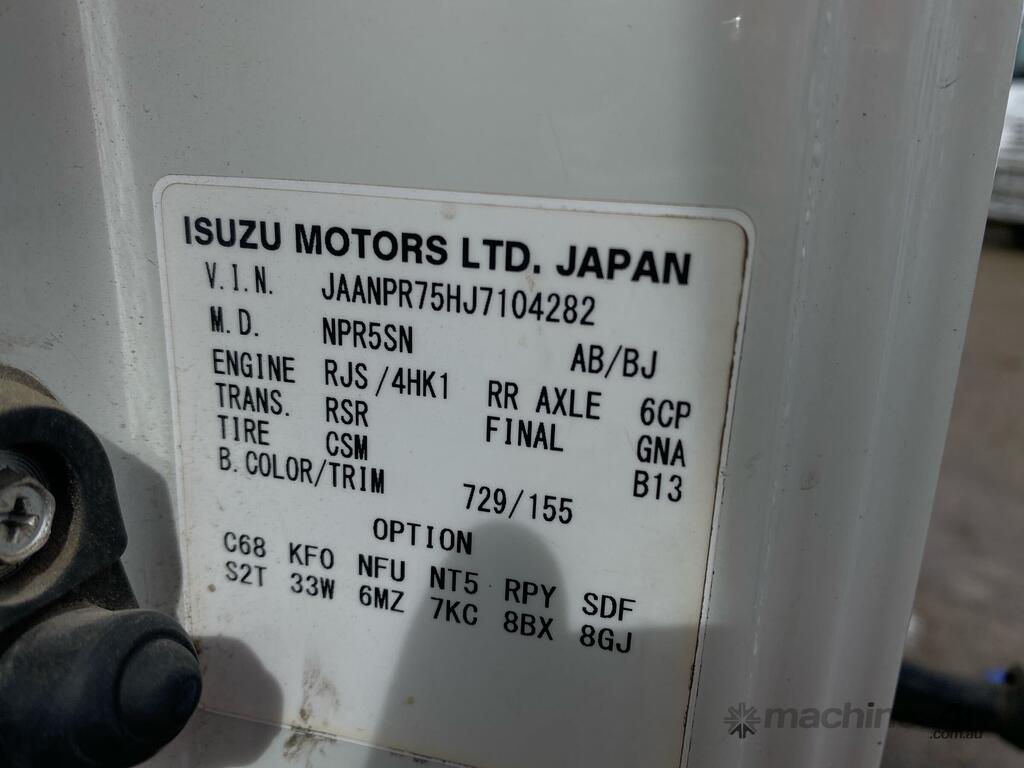 ISUZU MOTORS LTD. JAPAN
V.I.N. JAANPR75HJ7104282
M.D. NPR5SN AB/BJ
ENGINE RJS/4HK1 RR AXLE 6CP
TRANS. RSR FINAL GNA
TIRE CSM B13
B.COLOR/TRIM 729/155
OPTION
C68 KFO NFU NT5 RPY SDF
S2T 33W 6MZ 7KC 8BX 8GJ
.com.au